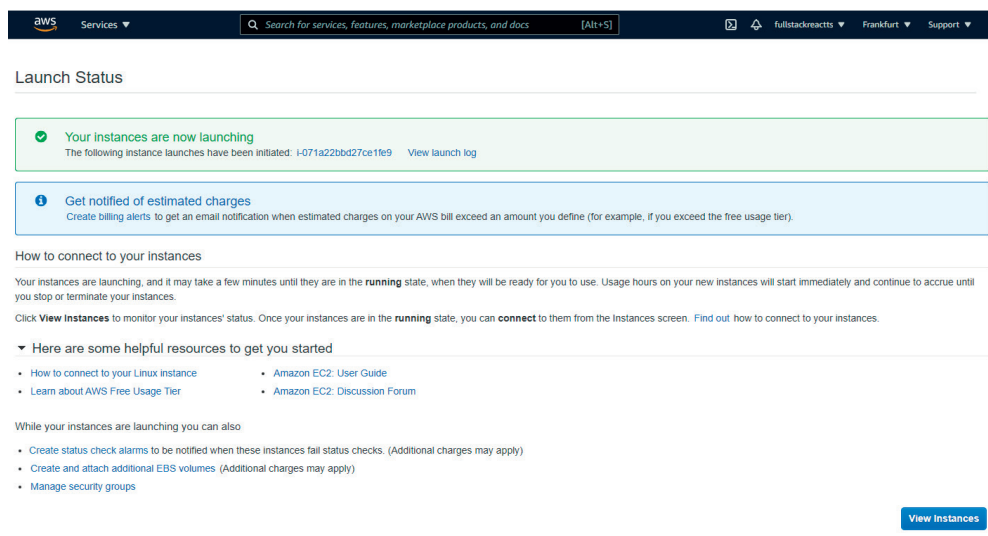 aws Services ▼ Search for services, features, marketplace products, and docs [Alt+S] fullstackreactts ▼ Frankfurt ▼ Support ▼
Launch Status
Your instances are now launching
The following instance launches have been initiated: i-071a22bbd27ce1fe9 View launch log
Get notified of estimated charges
Create billing alerts to get an email notification when estimated charges on your AWS bill exceed an amount you define (for example, if you exceed the free usage tier).
How to connect to your instances
Your instances are launching, and it may take a few minutes until they are in the running state, when they will be ready for you to use. Usage hours on your new instances will start immediately and continue to accrue until
you stop or terminate your instances.
Click View Instances to monitor your instances' status. Once your instances are in the running state, you can connect to them from the Instances screen. Find out how to connect to your instances.
▼ Here are some helpful resources to get you started
• How to connect to your Linux instance • Amazon EC2: User Guide
• Learn about AWS Free Usage Tier • Amazon EC2: Discussion Forum
While your instances are launching you can also
• Create status check alarms to be notified when these instances fail status checks. (Additional charges may apply)
• Create and attach additional EBS volumes (Additional charges may apply)
• Manage security groups
View Instances